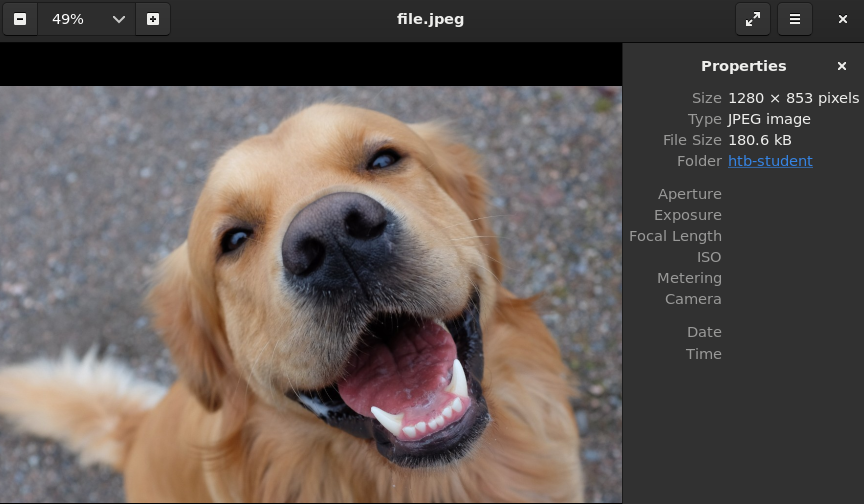 49%
file.jpeg
Properties
Size 1280 × 853 pixels
Type JPEG image
File Size 180.6 kB
Folder htb-student
Aperture
Exposure
Focal Length
ISO
Metering
Camera
Date
Time